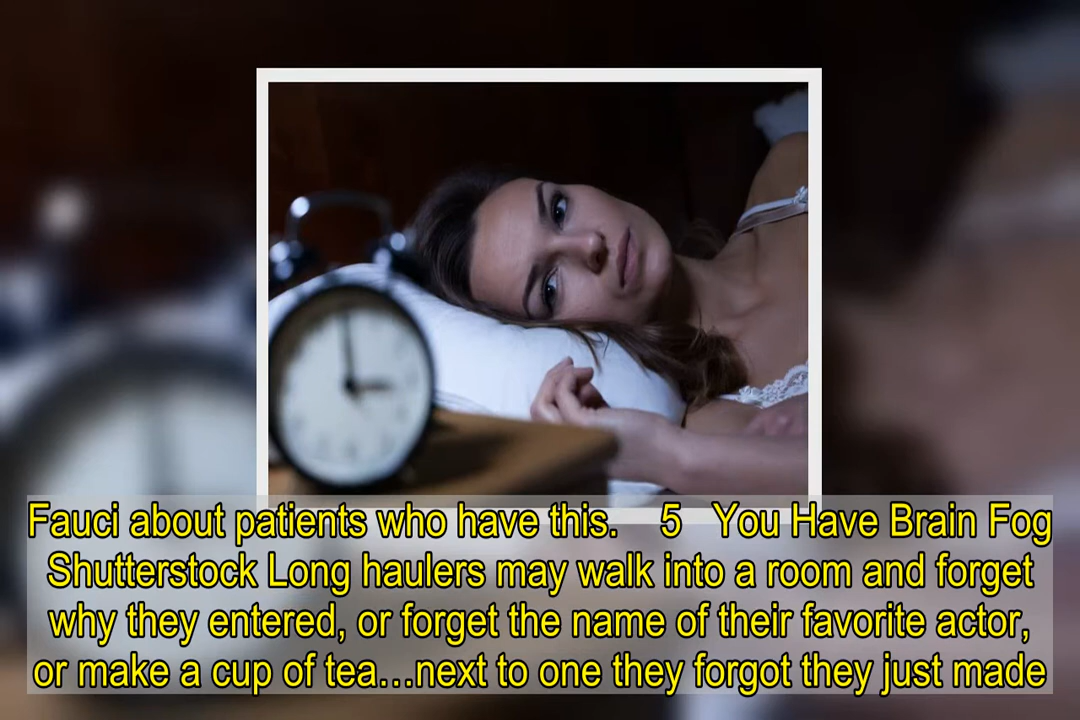 Fauci about patients who have this. 5 You Have Brain Fog
Shutterstock Long haulers may walk into a room and forget
why they entered, or forget the name of their favorite actor,
or make a cup of tea…next to one they forgot they just made